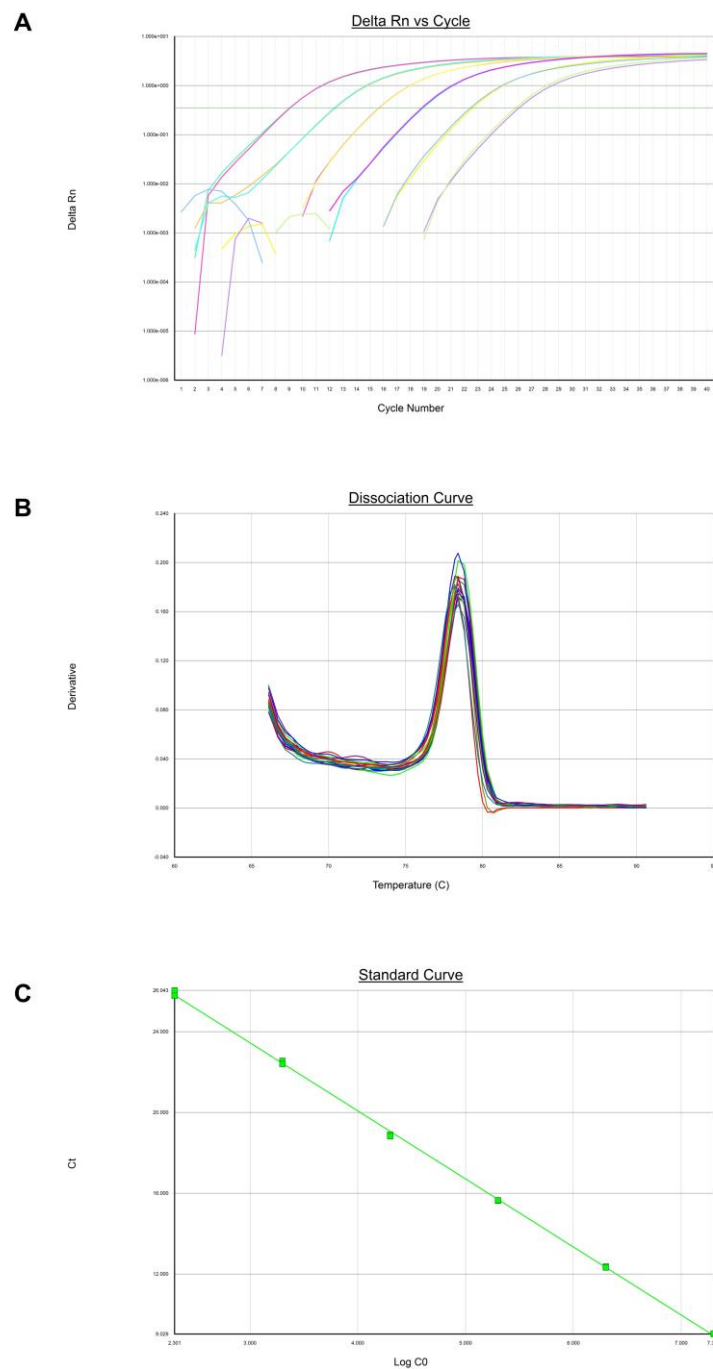 A
Delta Rn vs Cycle
1.000e+001
1.000e+000
1.000e-001
1.000e-002
1.000e-003
1.000e-004
1.000e-005
1.000e-006
Delta Rn
1 2 3 4 5 6 7 8 9 10 11 12 13 14 15 16 17 18 19 20 21 22 23 24 25 26 27 28 29 30 31 32 33 34 35 36 37 38 39 40
Cycle Number
B
Dissociation Curve
0.240
0.200
0.160
0.120
0.080
0.040
0.000
-0.040
Derivative
60 65 70 75 80 85 90
Temperature (C)
C
Standard Curve
26.043
24.000
20.000
16.000
12.000
9.029
Ct
2.301 3.000 4.000 5.000 6.000 7.000
Log C0